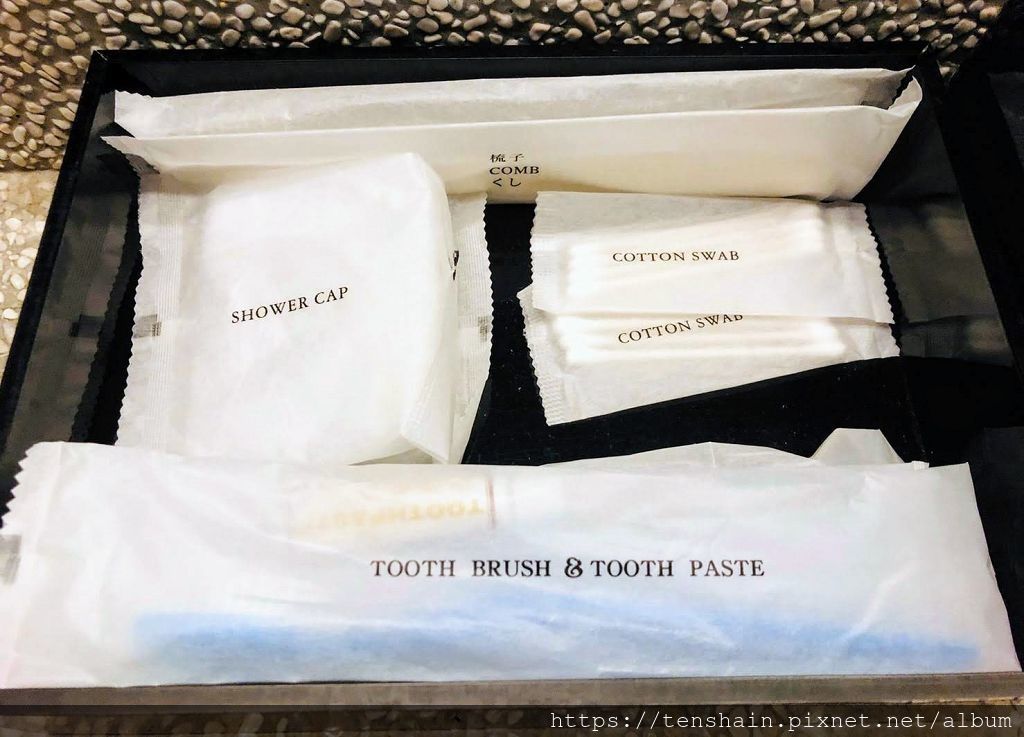 梳子
COMB
くし
SHOWER CAP
COTTON SWAB
COTTON SWAB
TOOTH BRUSH & TOOTH PASTE
https://tenshain.pixnet.net/album